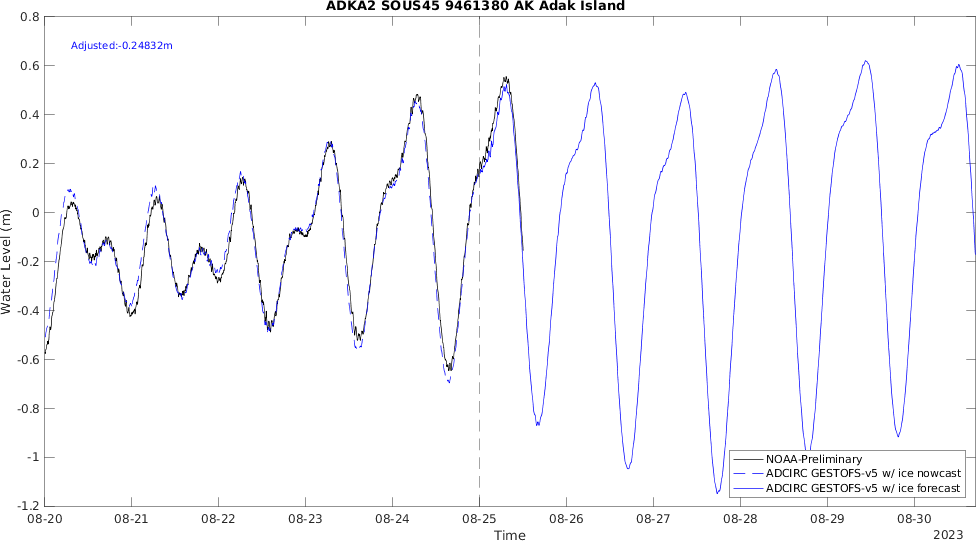 ADKA2 SOUS45 9461380 AK Adak Island
Adjusted:-0.24832m
0.8
0.6
0.4
0.2
0
-0.2
-0.4
-0.6
-0.8
-1
-1.2
Water Level (m)
NOAA-Preliminary
ADCIRC GESTOFS-v5 w/ ice nowcast
ADCIRC GESTOFS-v5 w/ ice forecast
08-20 08-21 08-22 08-23 08-24 08-25 08-26 08-27 08-28 08-29 08-30
Time
2023